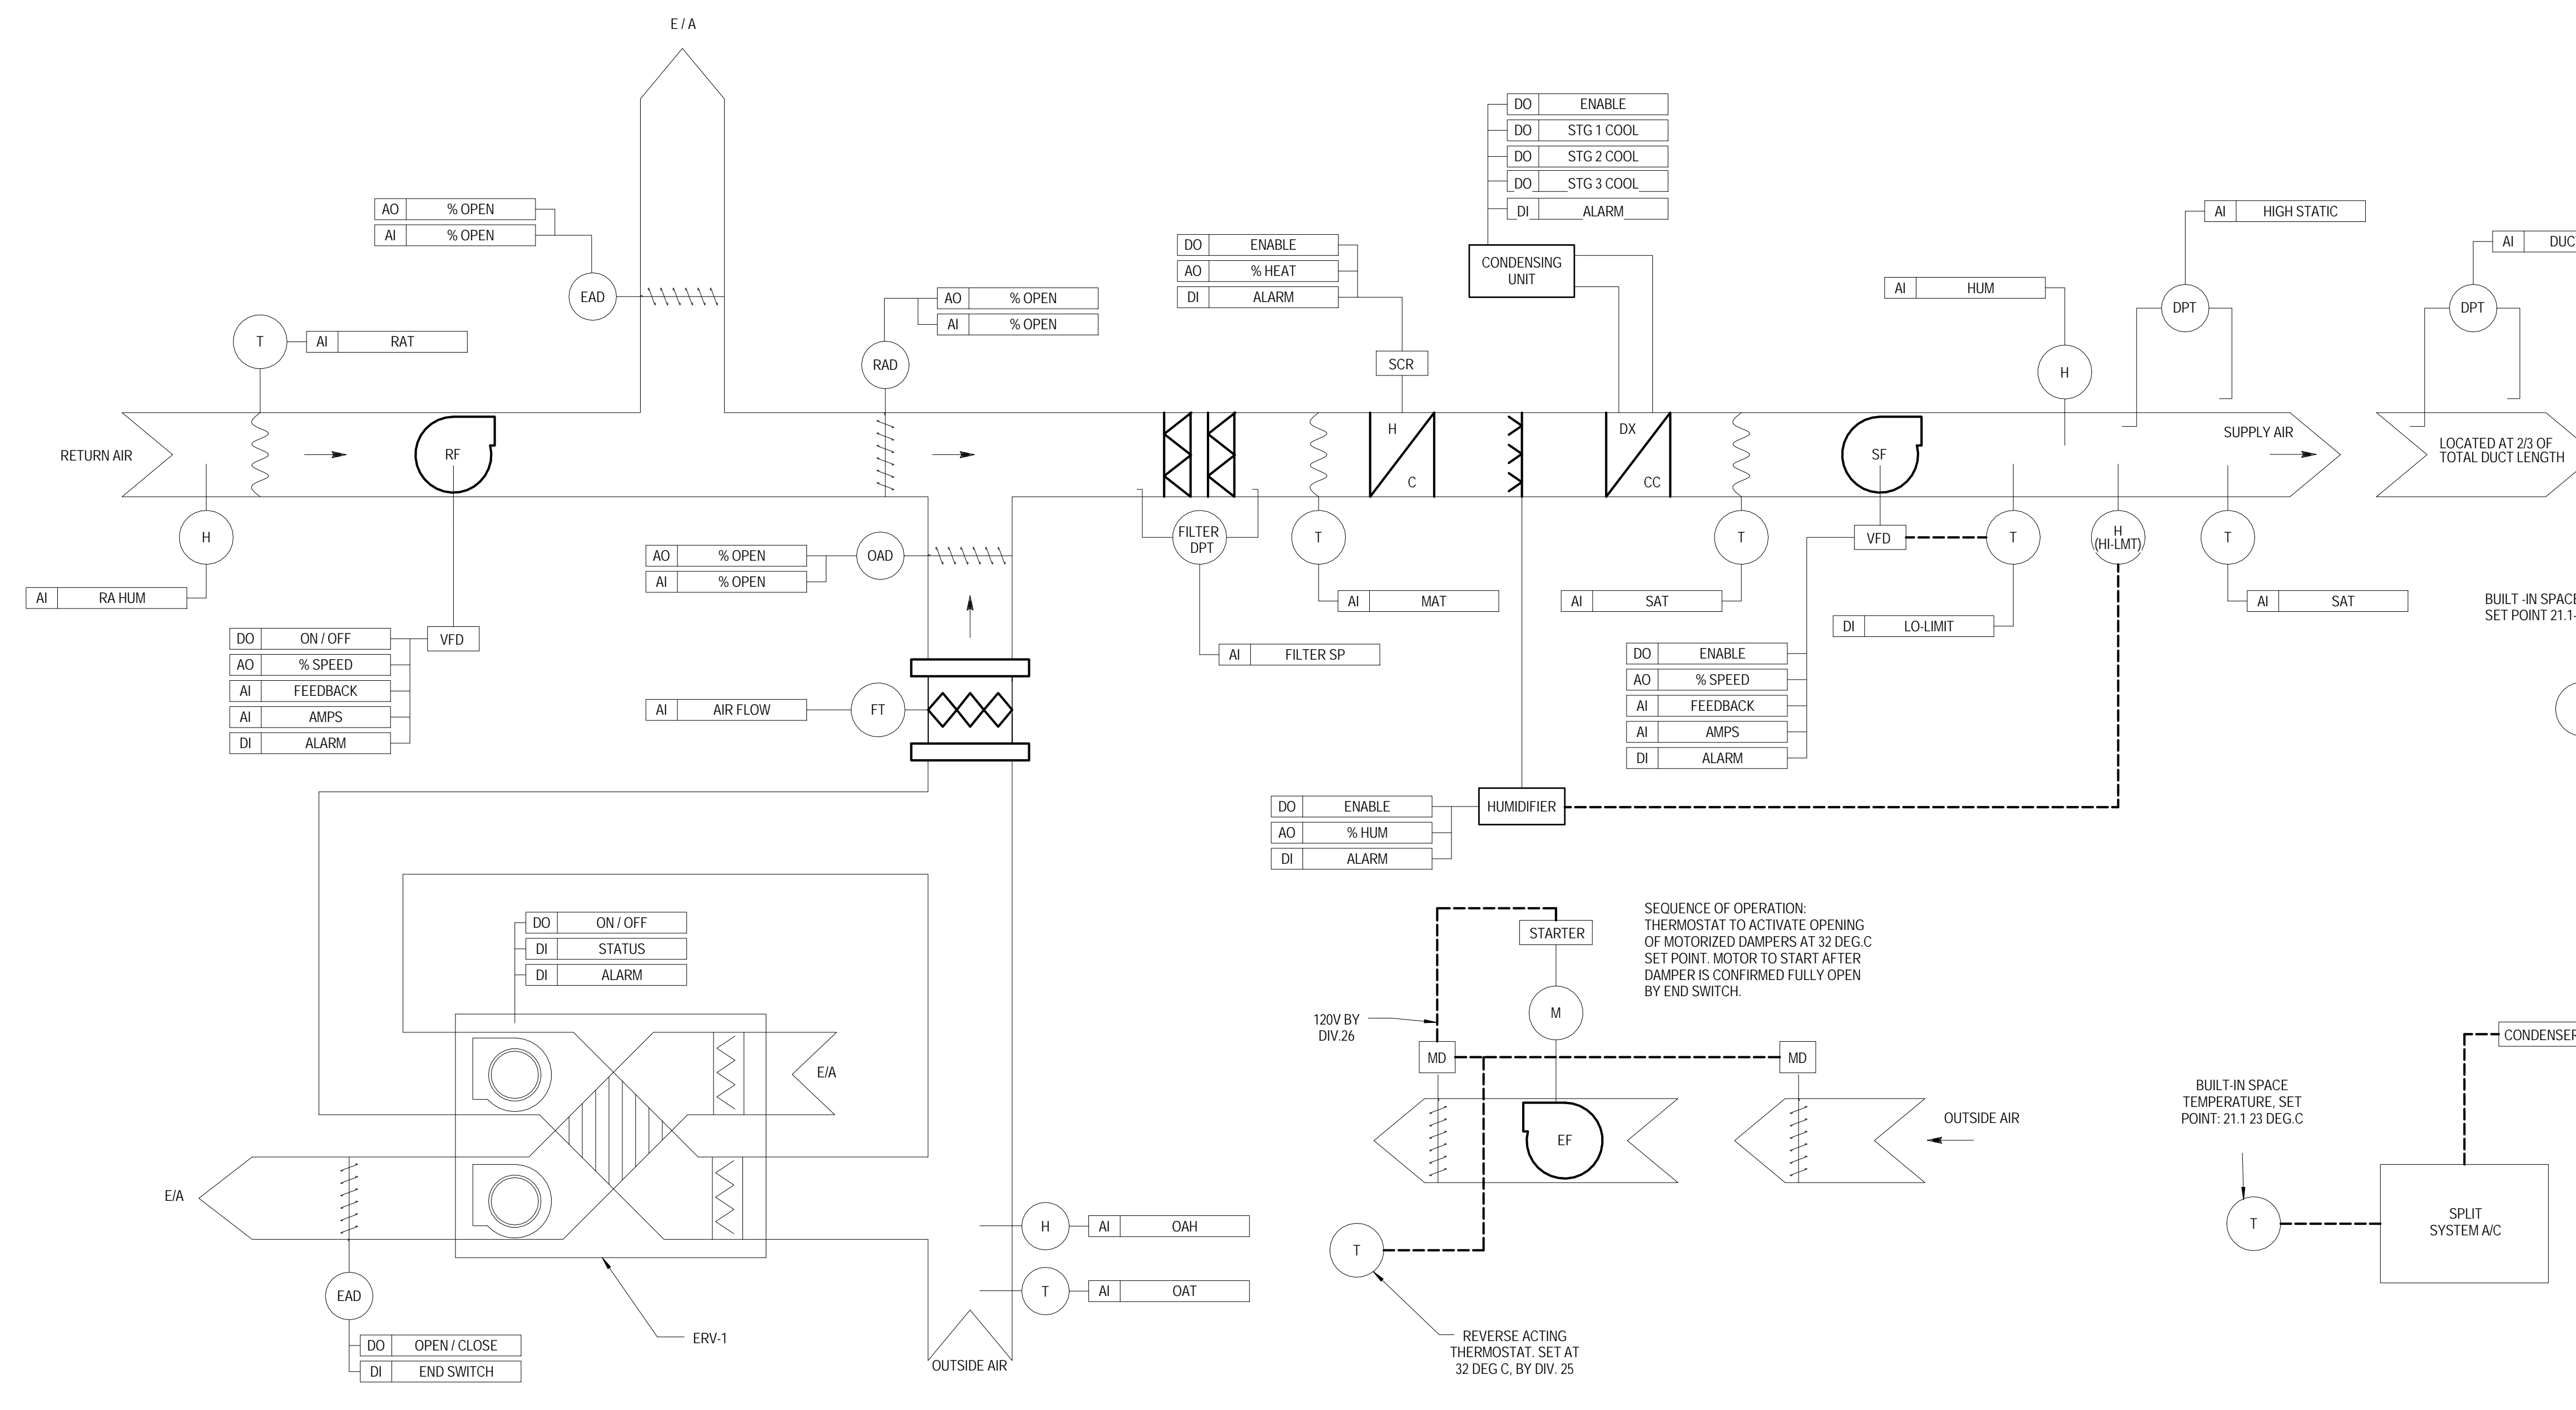 E / A
DO ENABLE
DO STG 1 COOL
DO STG 2 COOL
DO STG 3 COOL
DI ALARM
AO % OPEN
AI % OPEN
AI HIGH STATIC
AI
DO ENABLE
AO % HEAT
DI ALARM
CONDENSING
UNIT
EAD
AO % OPEN
AI % OPEN
AI HUM
DPT
DPT
T
AI RAT
RAD
SCR
H
RETURN AIR
RF
H
C
DX
CC
SF
SUPPLY AIR
LOCATED AT 2/3 OF
TOTAL DUCT LENGTH
H
AO % OPEN
AI % OPEN
OAD
FILTER
DPT
T
T
VFD
T
H
(HI-LMT)
T
AI RA HUM
AI MAT
AI SAT
AI SAT
BUILT -IN SPACE
SET POINT 21.1-
DI LO-LIMIT
VFD
DO ON / OFF
AO % SPEED
AI FEEDBACK
AI AMPS
DI ALARM
AI FILTER SP
DO ENABLE
AO % SPEED
AI FEEDBACK
AI AMPS
DI ALARM
AI AIR FLOW
FT
DO ENABLE
AO % HUM
DI ALARM
HUMIDIFIER
DO ON / OFF
DI STATUS
DI ALARM
STARTER
SEQUENCE OF OPERATION:
THERMOSTAT TO ACTIVATE OPENING
OF MOTORIZED DAMPERS AT 32 DEG.C
SET POINT. MOTOR TO START AFTER
DAMPER IS CONFIRMED FULLY OPEN
BY END SWITCH.
120V BY
DIV.26
M
MD
MD
CONDENSER
E/A
BUILT-IN SPACE
TEMPERATURE, SET
POINT: 21.1 23 DEG.C
EF
OUTSIDE AIR
E/A
H
AI OAH
T
SPLIT
SYSTEM A/C
T
EAD
T
AI OAT
ERV-1
DO OPEN / CLOSE
DI END SWITCH
OUTSIDE AIR
REVERSE ACTING
THERMOSTAT. SET AT
32 DEG C, BY DIV. 25